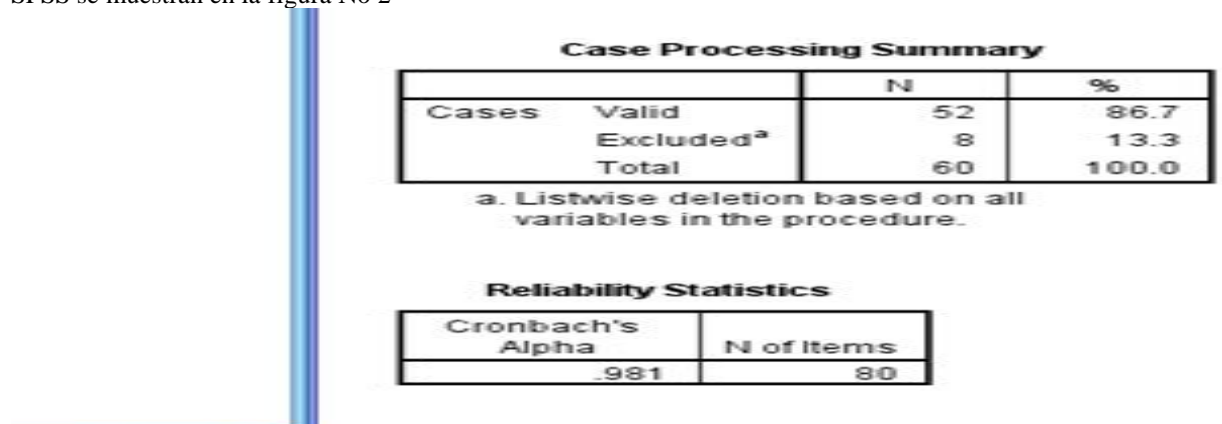 SPSS se muestran en la figura No 2
Case Processing Summary
N %
Cases Valid 52 86.7
Excludedª 8 13.3
Total 60 100.0
a. Listwise deletion based on all
variables in the procedure.
Reliability Statistics
Cronbach's
Alpha N of Items
.981 80